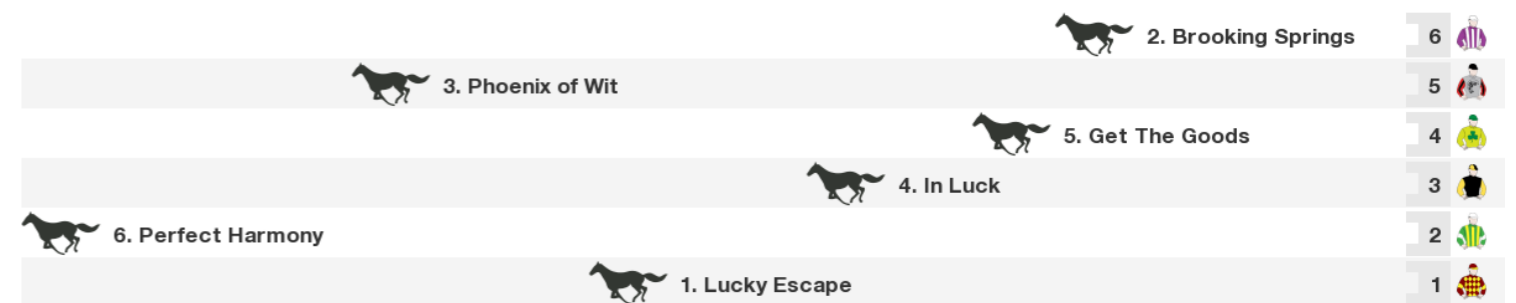 2. Brooking Springs 6
3. Phoenix of Wit 5
5. Get The Goods 4
4. In Luck 3
6. Perfect Harmony 2
1. Lucky Escape 1